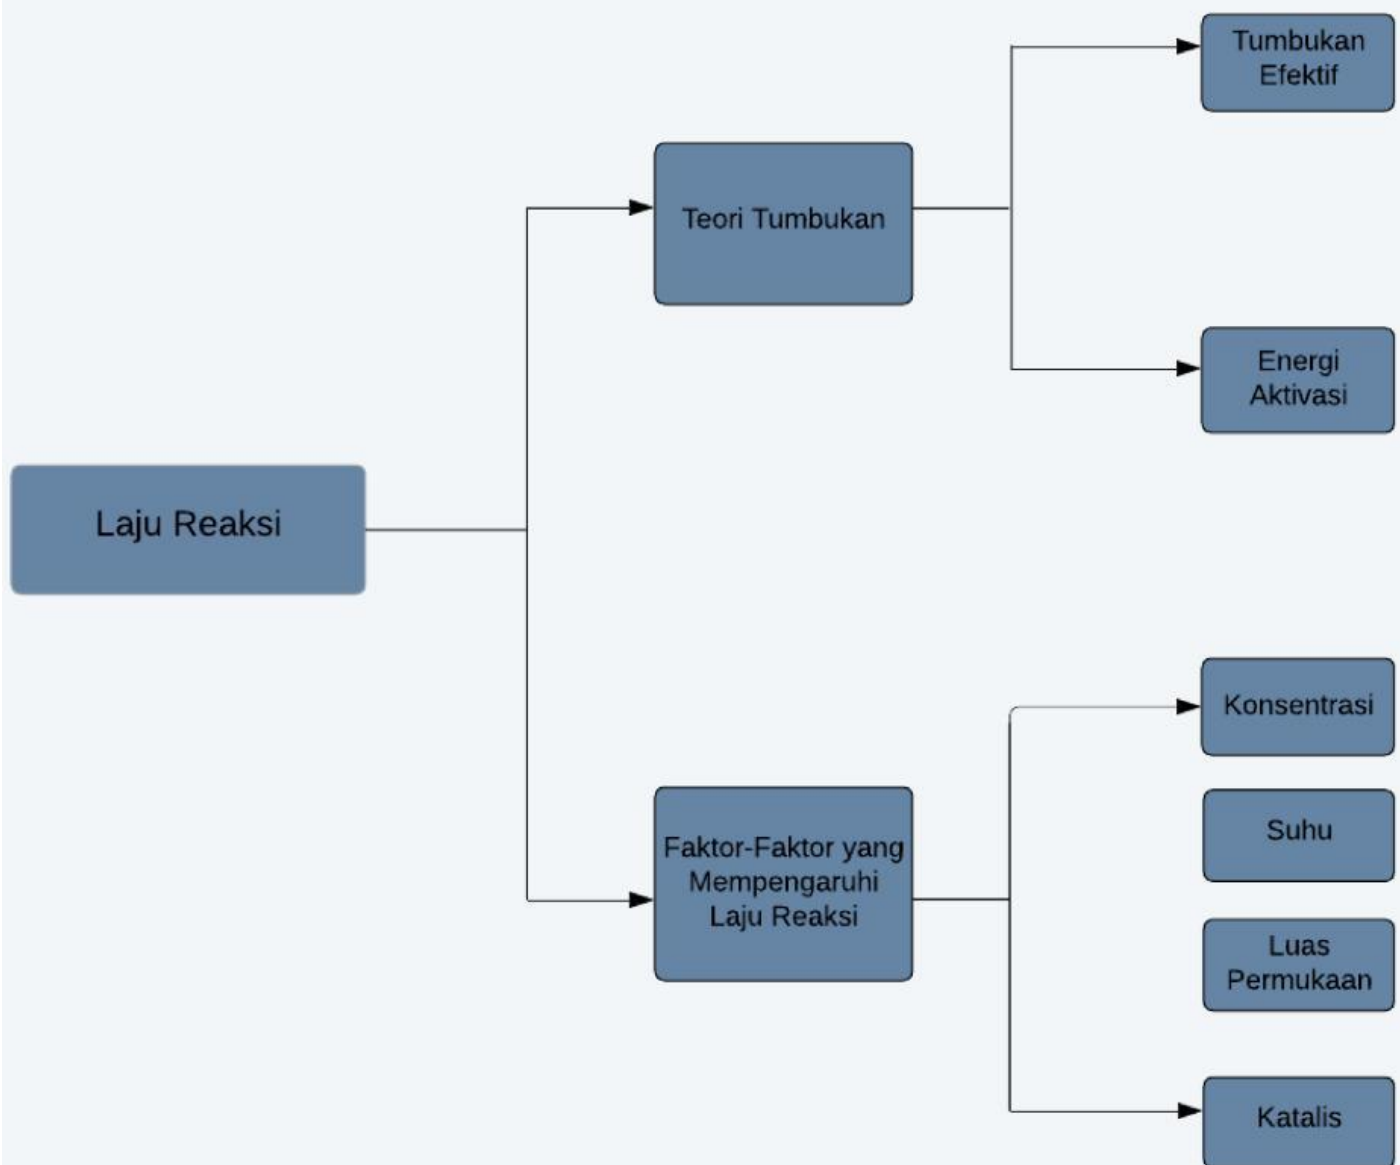 Tumbukan
Efektif
Teori Tumbukan
Energi
Aktivasi
Laju Reaksi
Konsentrasi
Suhu
Faktor-Faktor yang
Mempengaruhi
Laju Reaksi
Luas
Permukaan
Katalis